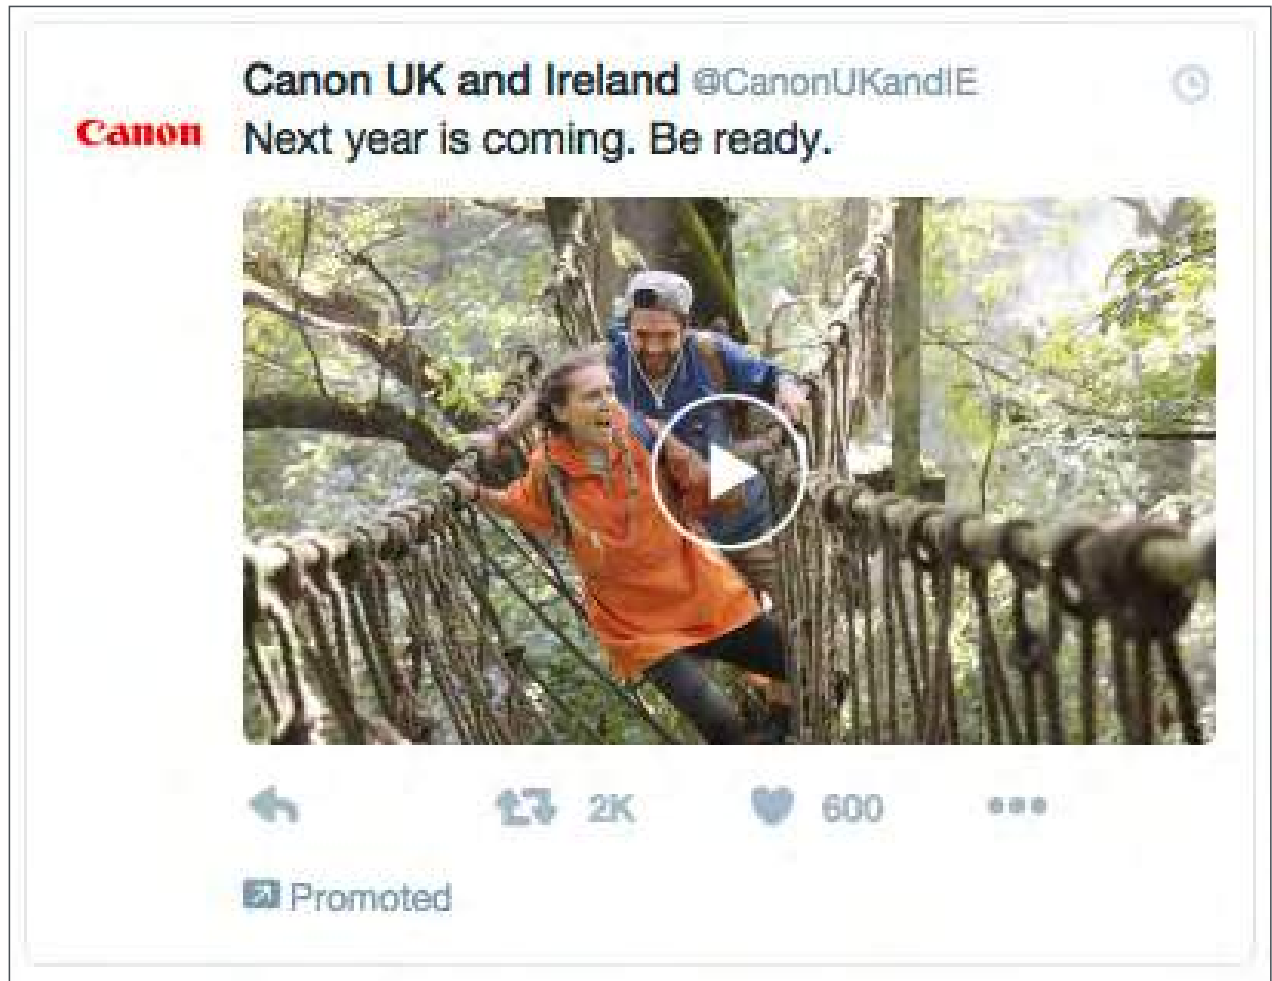 Canon UK and Ireland @CanonUKandIE
Canon
Next year is coming. Be ready.
2K
600
Promoted